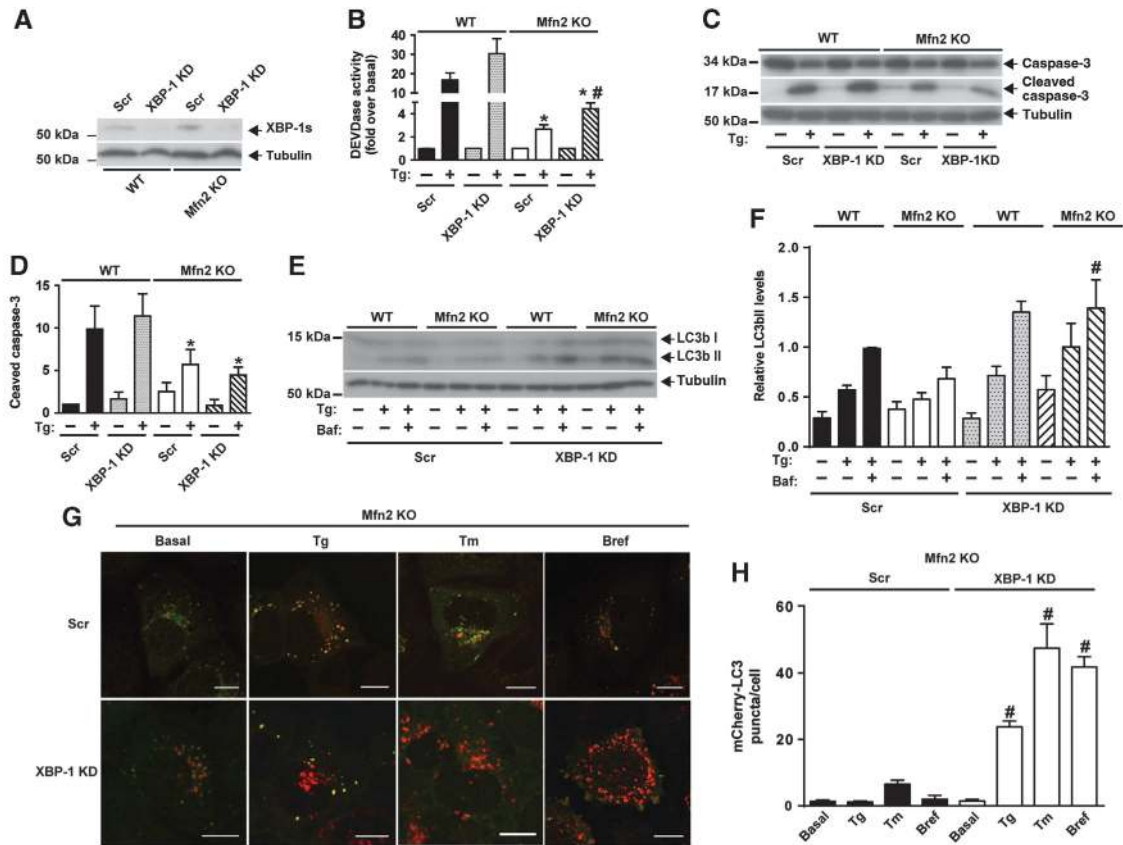 A
Scr
XBP-1 KD
Scr
XBP-1 KD
50 kDa
XBP-1s
50 kDa
Tubulin
WT
Mfn2 KO
B
WT
Mfn2 KO
DEVDase activity
(fold over basal)
40
30
20
10
6
4
2
0
*
* #
Tg: – + – + – + – +
Scr
XBP-1 KD
Scr
XBP-1 KD
C
WT
Mfn2 KO
34 kDa
Caspase-3
17 kDa
Cleaved
caspase-3
50 kDa
Tubulin
Tg: – + – + – + – +
Scr XBP-1 KD Scr XBP-1KD
D
WT
Mfn2 KO
Ceaved caspase-3
15
10
5
0
*
*
Tg: – + – + – + – +
Scr
XBP-1 KD
Scr
XBP-1 KD
E
WT Mfn2 KO WT Mfn2 KO
15 kDa
LC3b I
LC3b II
50 kDa
Tubulin
Tg: – + + – + + – + + – + +
Baf: – – + – – + – – + – – +
Scr
XBP-1 KD
F
WT Mfn2 KO WT Mfn2 KO
Relative LC3bII levels
2.0
1.5
1.0
0.5
0.0
#
Tg: – + + – + + – + + – + +
Baf: – – + – – + – – + – – +
Scr
XBP-1 KD
G
Mfn2 KO
Basal Tg Tm Bref
Scr
XBP-1 KD
H
Mfn2 KO
Scr
XBP-1 KD
mCherry-LC3
puncta/cell
60
40
20
0
#
#
#
Basal
Tg
Tm
Bref
Basal
Tg
Tm
Bref